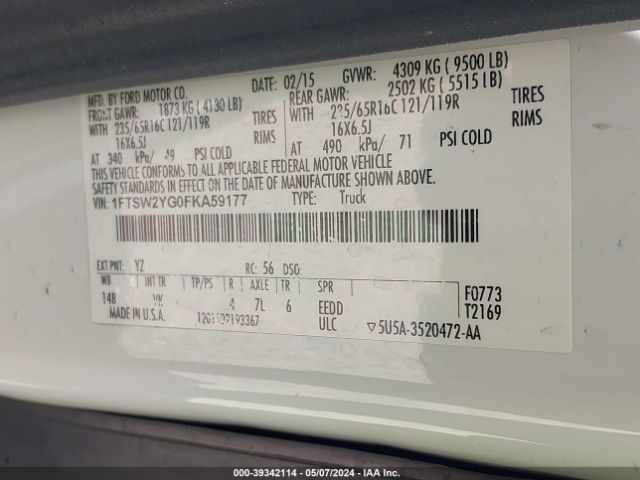 MFD. BY FORD MOTOR CO.
DATE: 02/15 GVWR: 4309 KG ( 9500 LB)
FRONT GAWR: 1873 KG ( 4130 LB) REAR GAWR: 2502 KG ( 5515 LB)
WITH 235/65R16C 121/119R TIRES WITH 235/65R16C 121/119R TIRES
16X6.5J RIMS 16X6.5J RIMS
AT 340 kPa/ 49 PSI COLD AT 490 kPa/ 71 PSI COLD
THIS VEHICLE CONFORMS TO ALL APPLICABLE FEDERAL MOTOR VEHICLE
SAFETY STANDARDS IN EFFECT ON THE DATE OF MANUFACTURE SHOWN ABOVE.
VIN: 1FTSW2YG0FKA59177 TYPE: Truck
EXT PNT: YZ RC: 56 DSO:
WB INT TR TP/PS R AXLE TR SPR
148 VK 4 7L 6 EEDD F0773
MADE IN U.S.A. ULC T2169
▽5U5A-3520472-AA
000-39342114 - 05/07/2024 - IAA Inc.